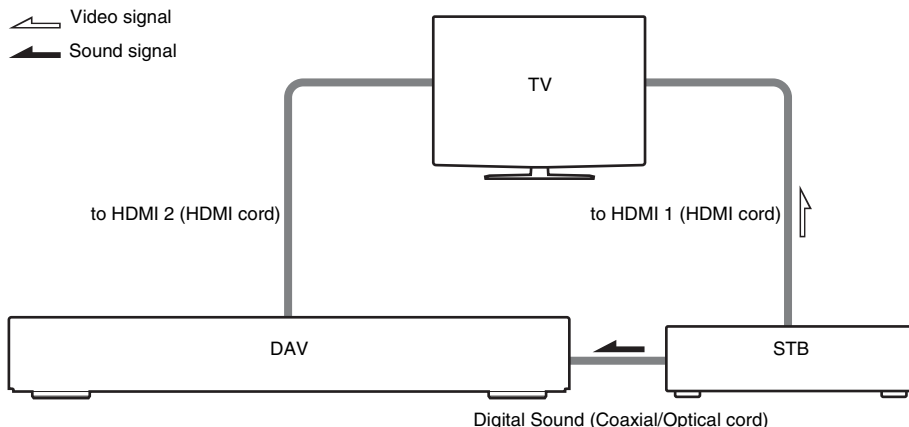 Video signal
Sound signal
TV
to HDMI 2 (HDMI cord)
to HDMI 1 (HDMI cord)
DAV
STB
Digital Sound (Coaxial/Optical cord)